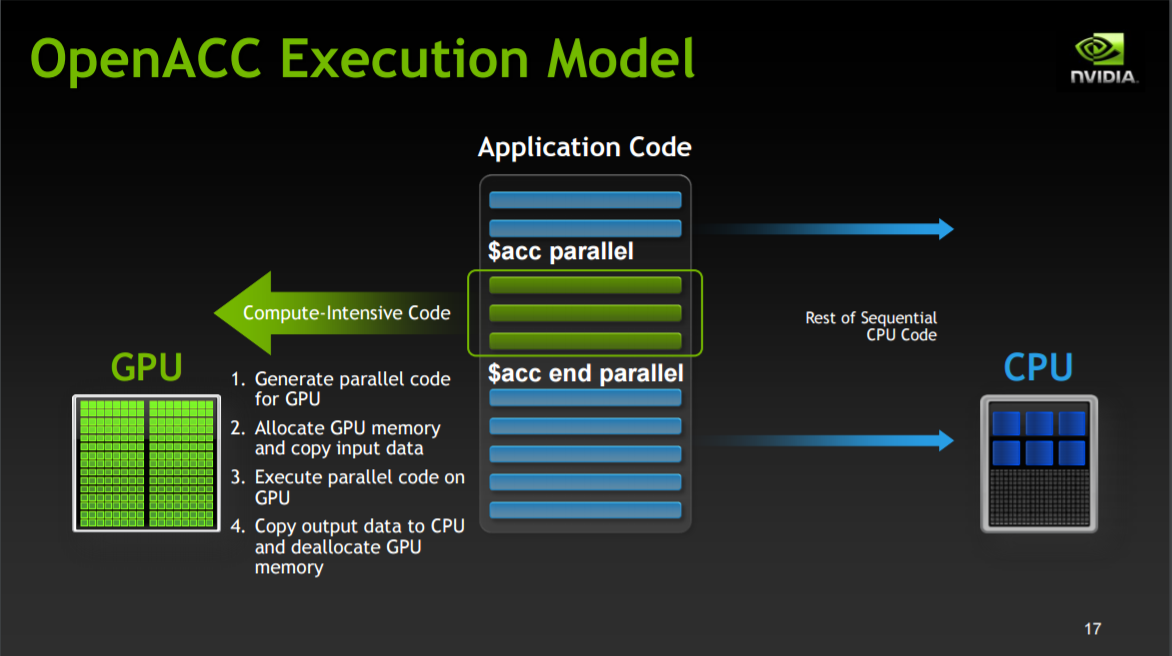 OpenACC Execution Model
NVIDIA
Application Code
$acc parallel
Compute-Intensive Code
Rest of Sequential
CPU Code
GPU
CPU
$acc end parallel
1. Generate parallel code
for GPU
2. Allocate GPU memory
and copy input data
3. Execute parallel code on
GPU
4. Copy output data to CPU
and deallocate GPU
memory
17